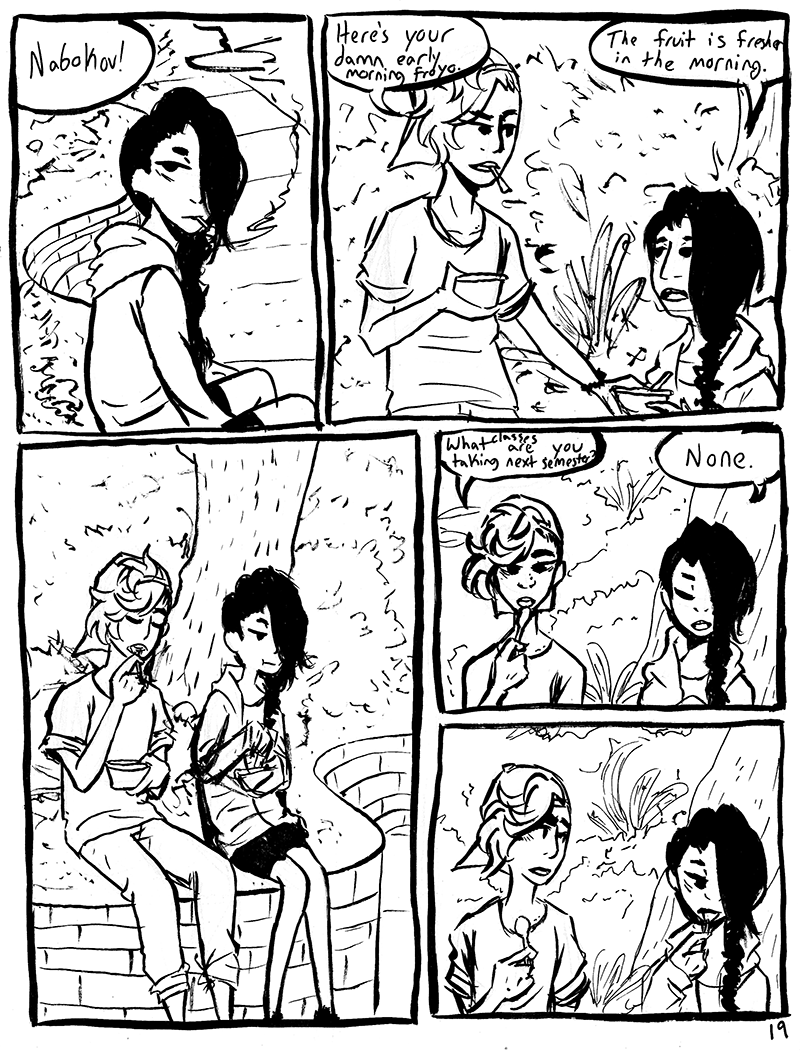 Nabokov!
Here's your
damn early
morning froyo.
The fruit is fresher
in the morning.
What classes
are you
taking next semester?
None.
19